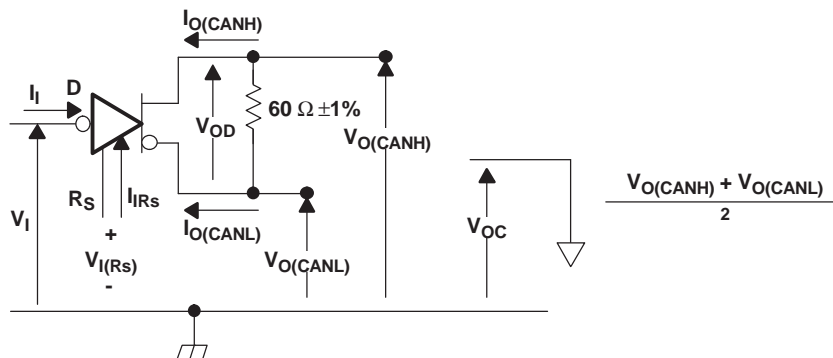 I_O(CANH)
I_I
D
60 Ω ±1%
V_OD
V_O(CANH)
R_S
I_IRs
I_O(CANL)
V_I
+
V_I(Rs)
-
V_O(CANL)
V_OC
V_O(CANH) + V_O(CANL)
2